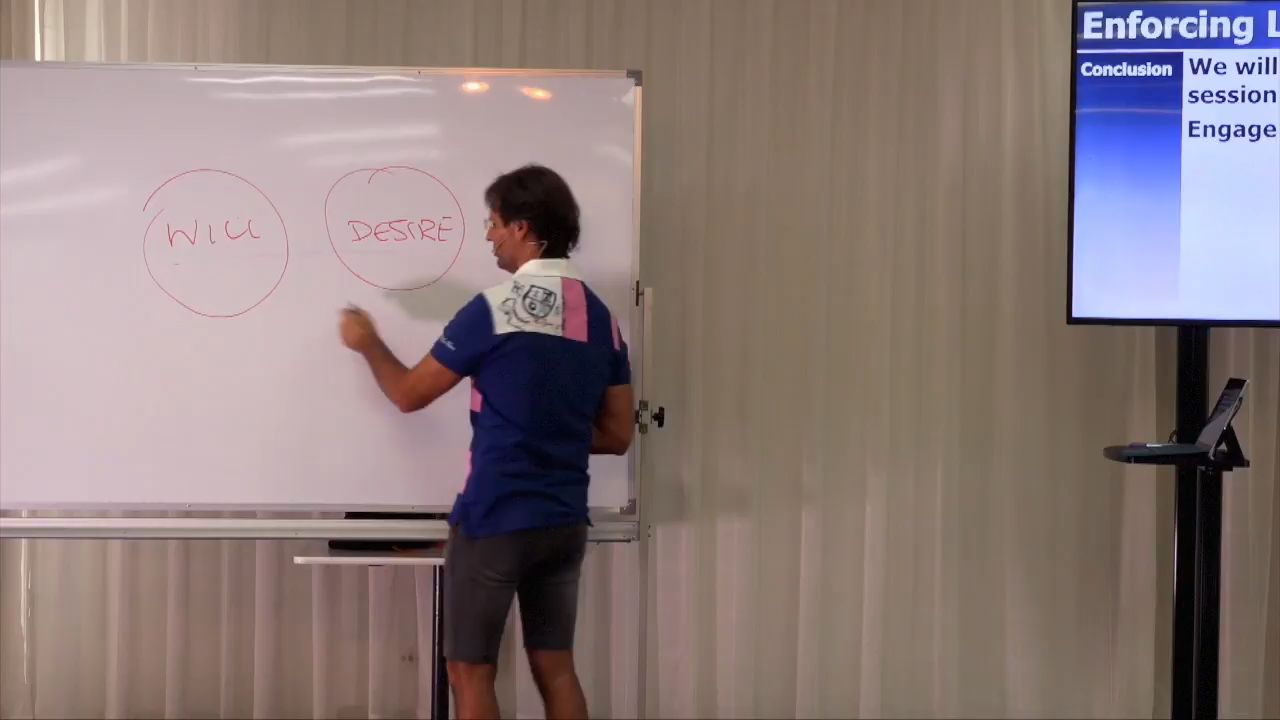 WILL
DESIRE
Enforcing L
Conclusion
We will
session
Engage